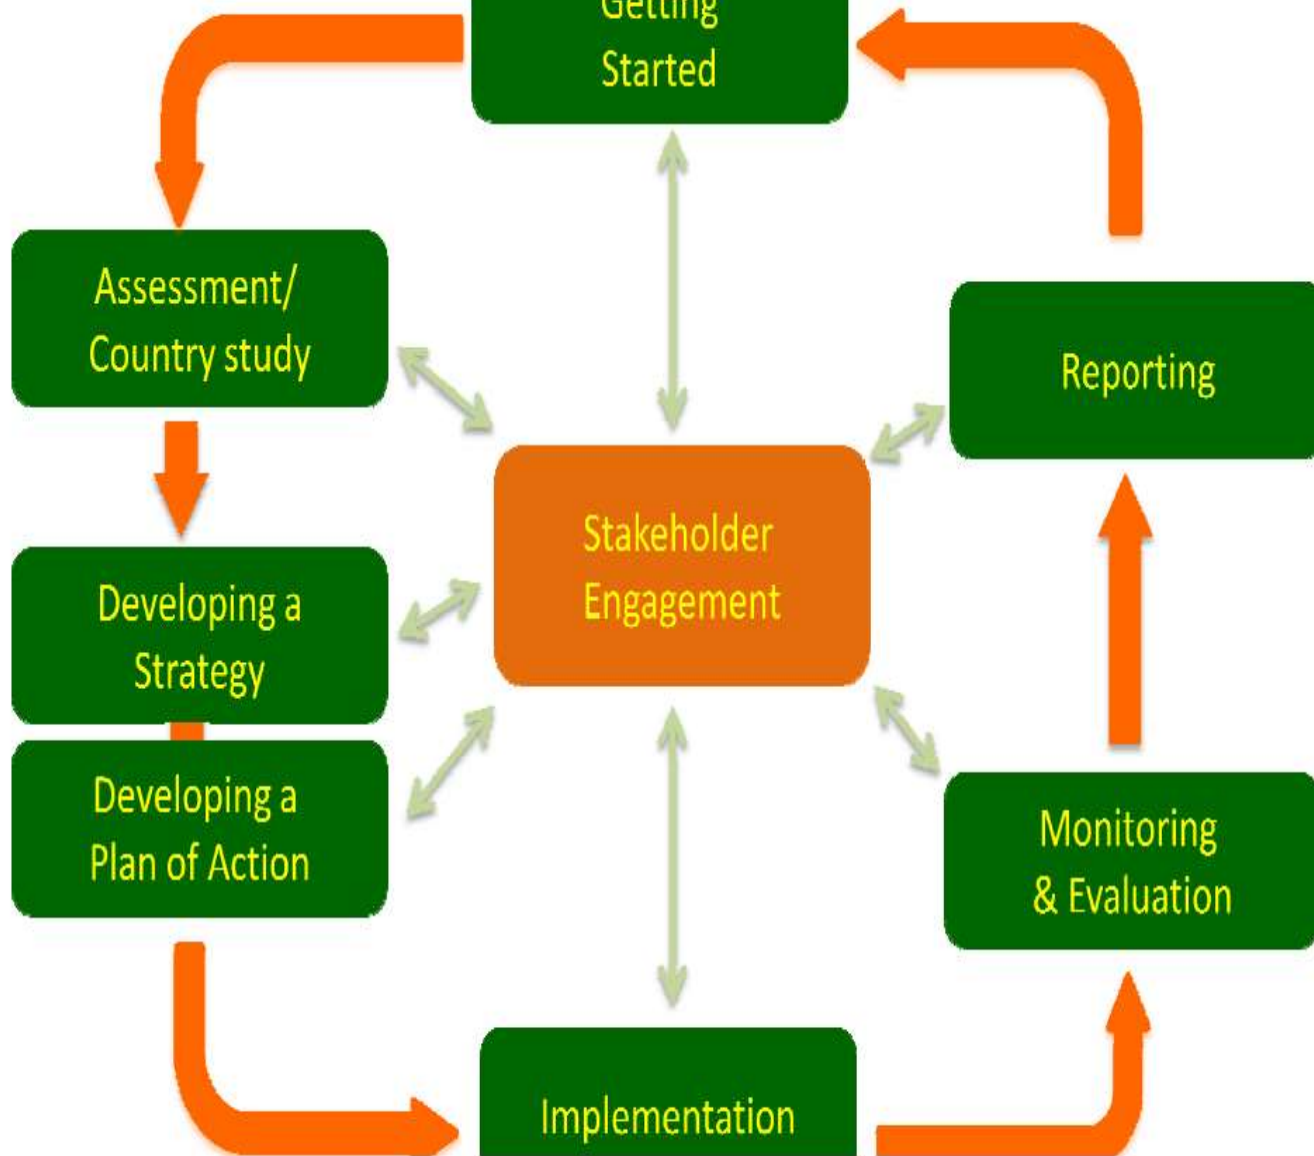 Getting
Started
Assessment/
Country study
Reporting
Stakeholder
Engagement
Developing a
Strategy
Developing a
Plan of Action
Monitoring
& Evaluation
Implementation